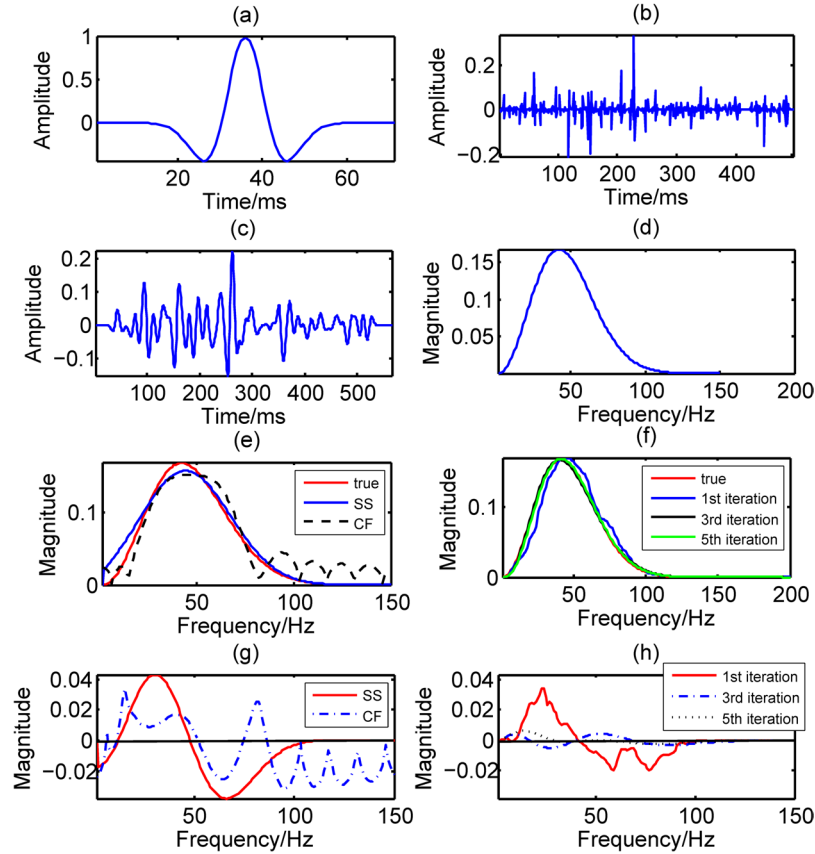 (a)
Amplitude
1
0.5
0
20
40
60
Time/ms
(b)
Amplitude
0.2
0
−0.2
100
200
300
400
Time/ms
(c)
Amplitude
0.2
0.1
0
−0.1
100
200
300
400
500
Time/ms
(d)
Magnitude
0.15
0.1
0.05
50
100
150
200
Frequency/Hz
(e)
Magnitude
0.1
0
50
100
150
Frequency/Hz
true
SS
CF
(f)
Magnitude
0.1
0
50
100
150
200
Frequency/Hz
true
1st iteration
3rd iteration
5th iteration
(g)
Magnitude
0.04
0.02
0
−0.02
0
50
100
150
Frequency/Hz
SS
CF
(h)
Magnitude
0.04
0.02
0
−0.02
50
100
150
Frequency/Hz
1st iteration
3rd iteration
5th iteration